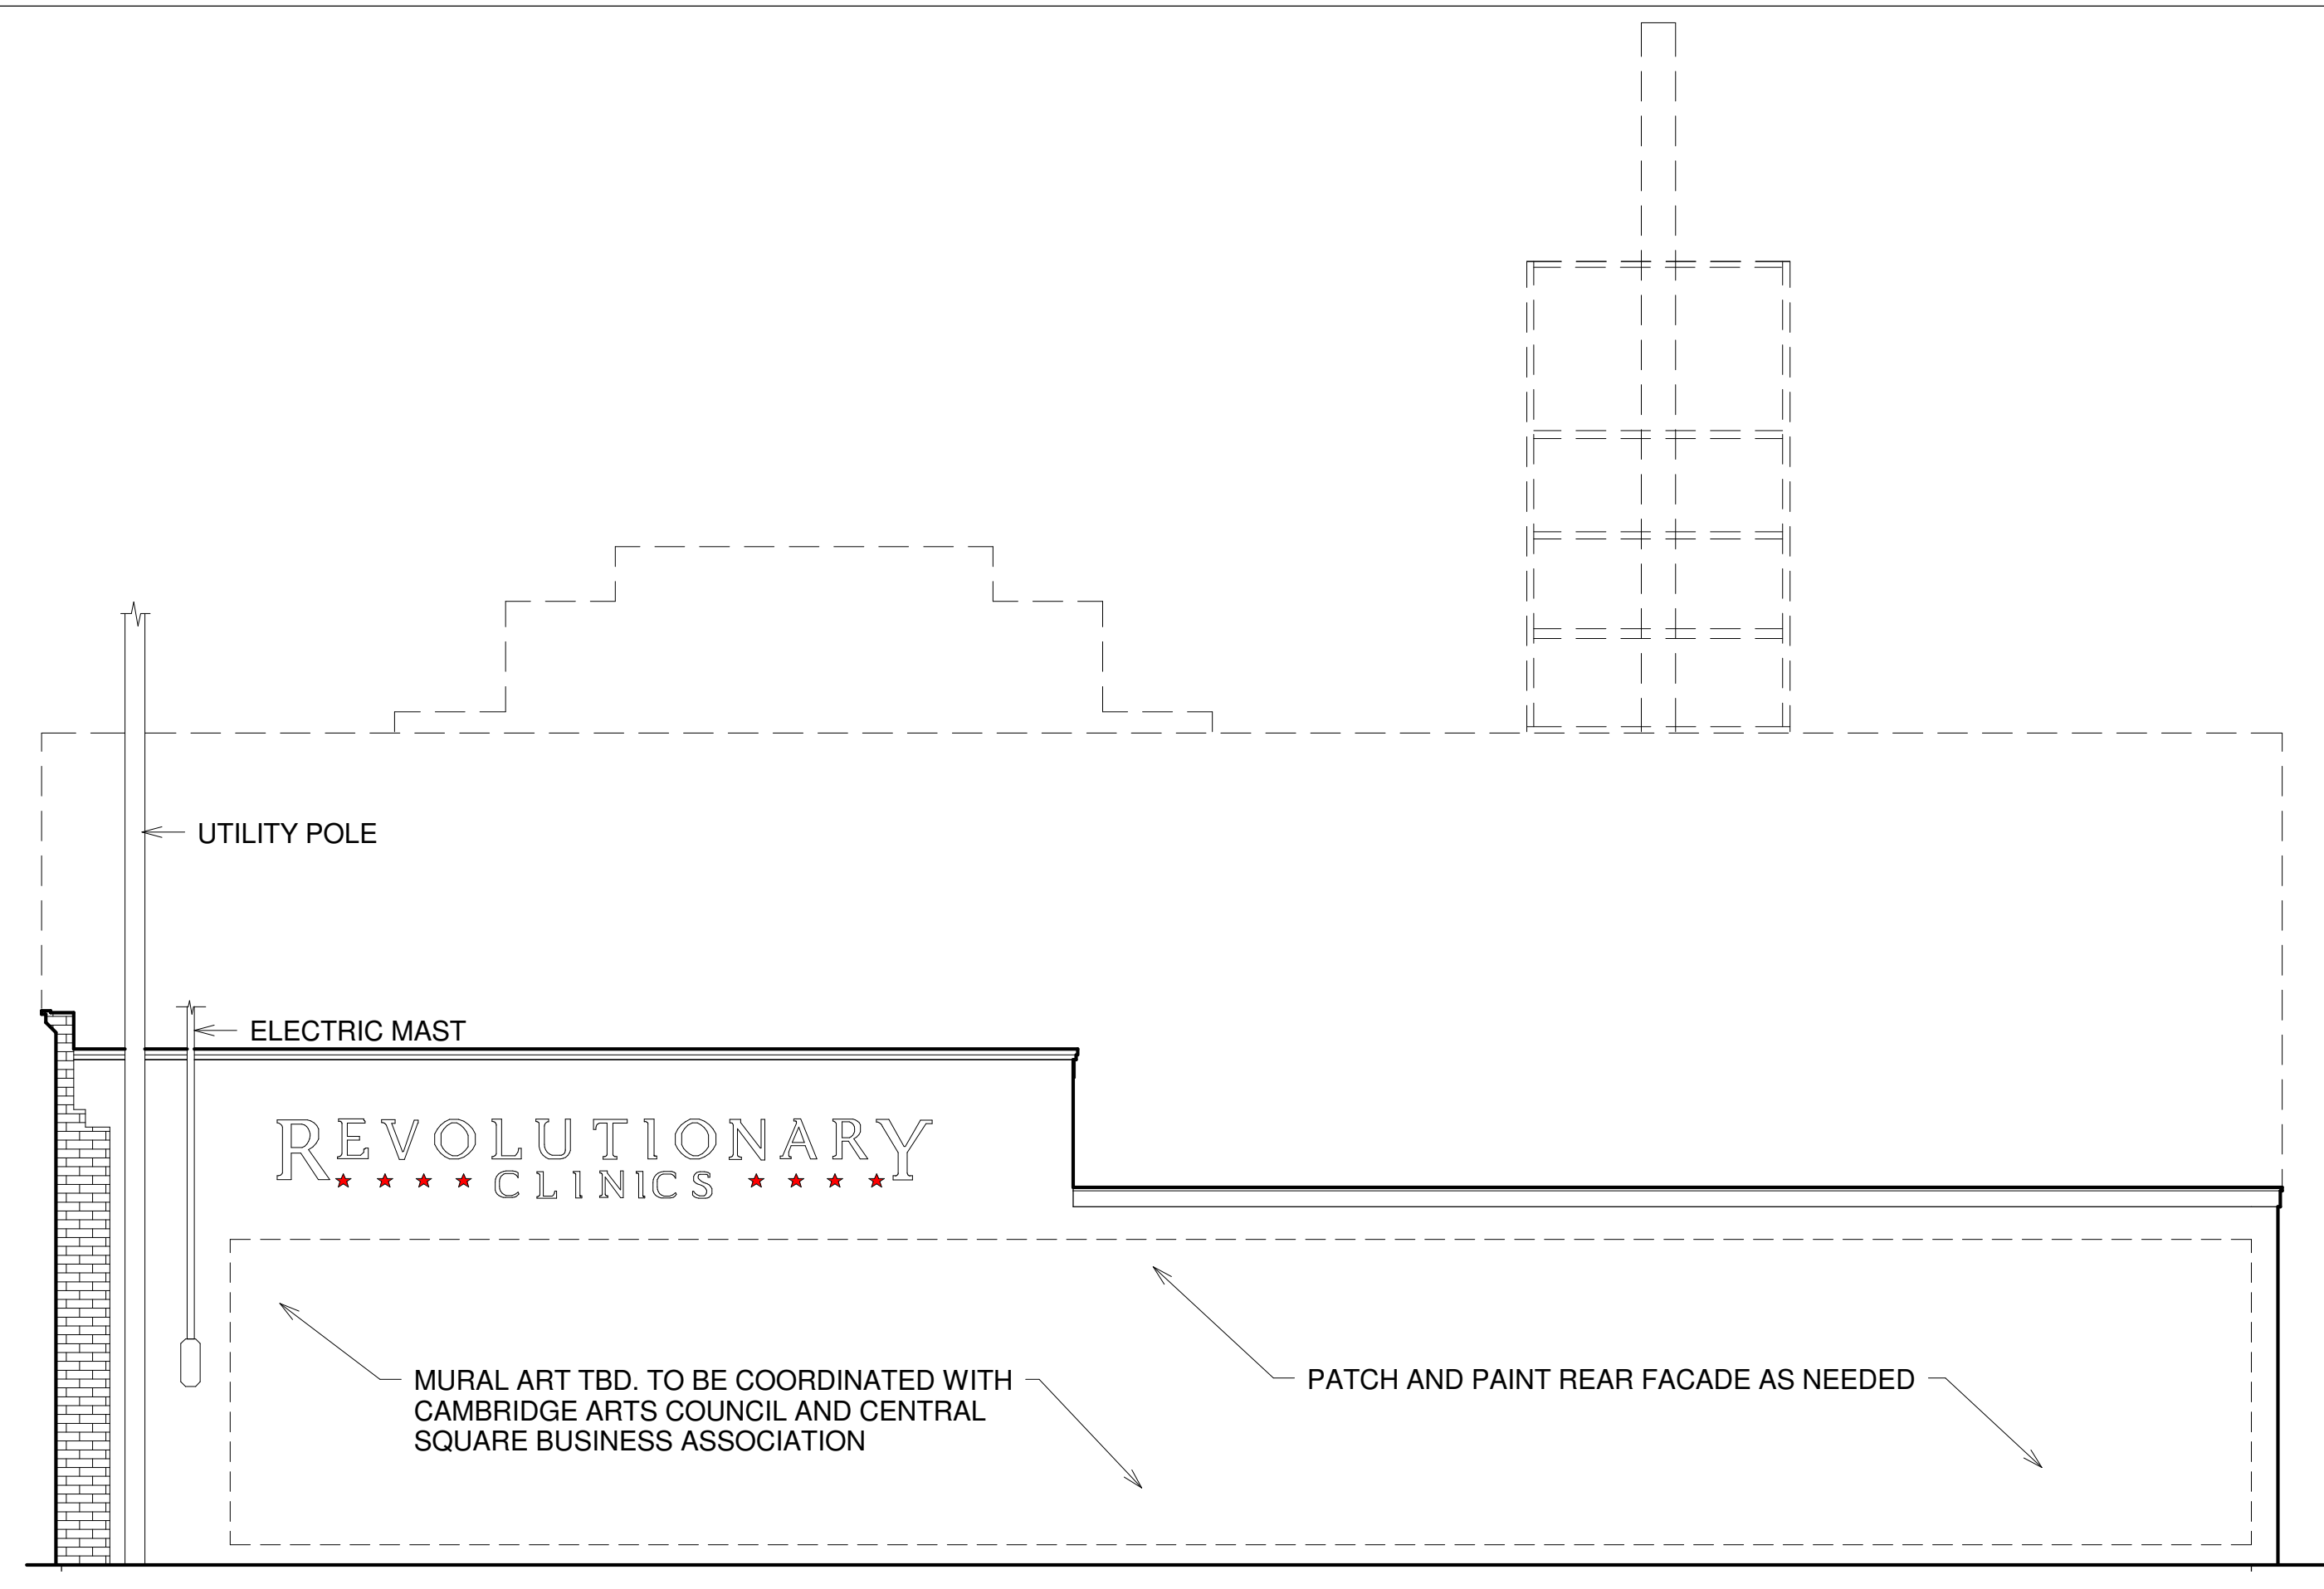 UTILITY POLE
ELECTRIC MAST
REVOLUTIONARY
CLINICS
MURAL ART TBD. TO BE COORDINATED WITH
CAMBRIDGE ARTS COUNCIL AND CENTRAL
SQUARE BUSINESS ASSOCIATION
PATCH AND PAINT REAR FACADE AS NEEDED